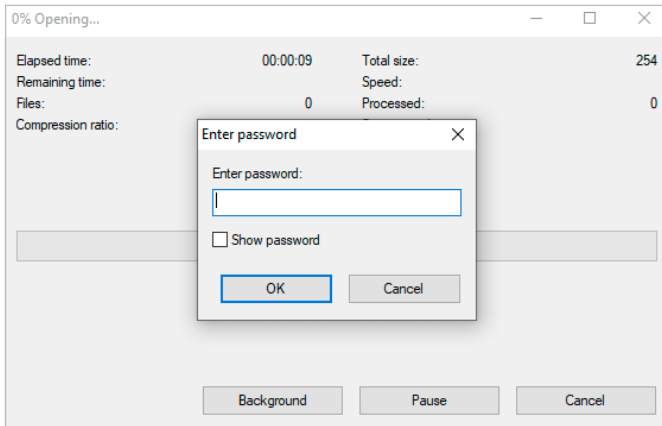 0% Opening...
Elapsed time: 00:00:09 Total size: 254
Remaining time: Speed:
Files: 0 Processed: 0
Compression ratio:
Enter password
Enter password:
Show password
OK Cancel
Background Pause Cancel